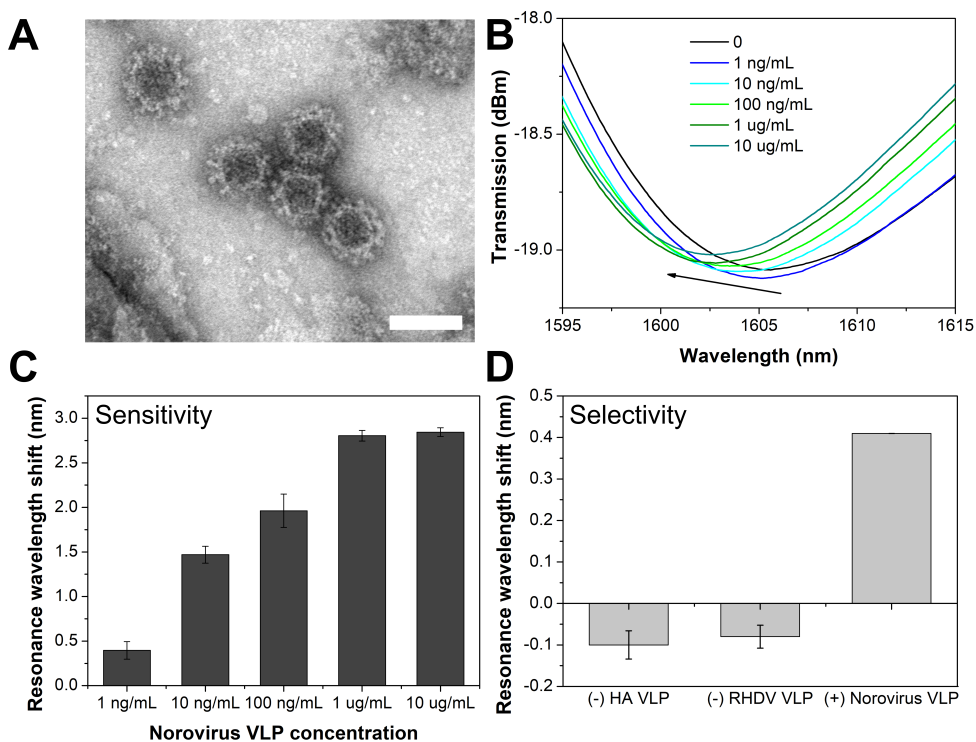 A
B
Transmission (dBm)
-18.0
-18.5
-19.0
0
1 ng/mL
10 ng/mL
100 ng/mL
1 ug/mL
10 ug/mL
1595 1600 1605 1610 1615
Wavelength (nm)
C
Resonance wavelength shift (nm)
Sensitivity
3.0
2.5
2.0
1.5
1.0
0.5
0.0
1 ng/mL 10 ng/mL 100 ng/mL 1 ug/mL 10 ug/mL
Norovirus VLP concentration
D
Resonance wavelength shift (nm)
Selectivity
0.5
0.4
0.3
0.2
0.1
0.0
-0.1
-0.2
(-) HA VLP (-) RHDV VLP (+) Norovirus VLP